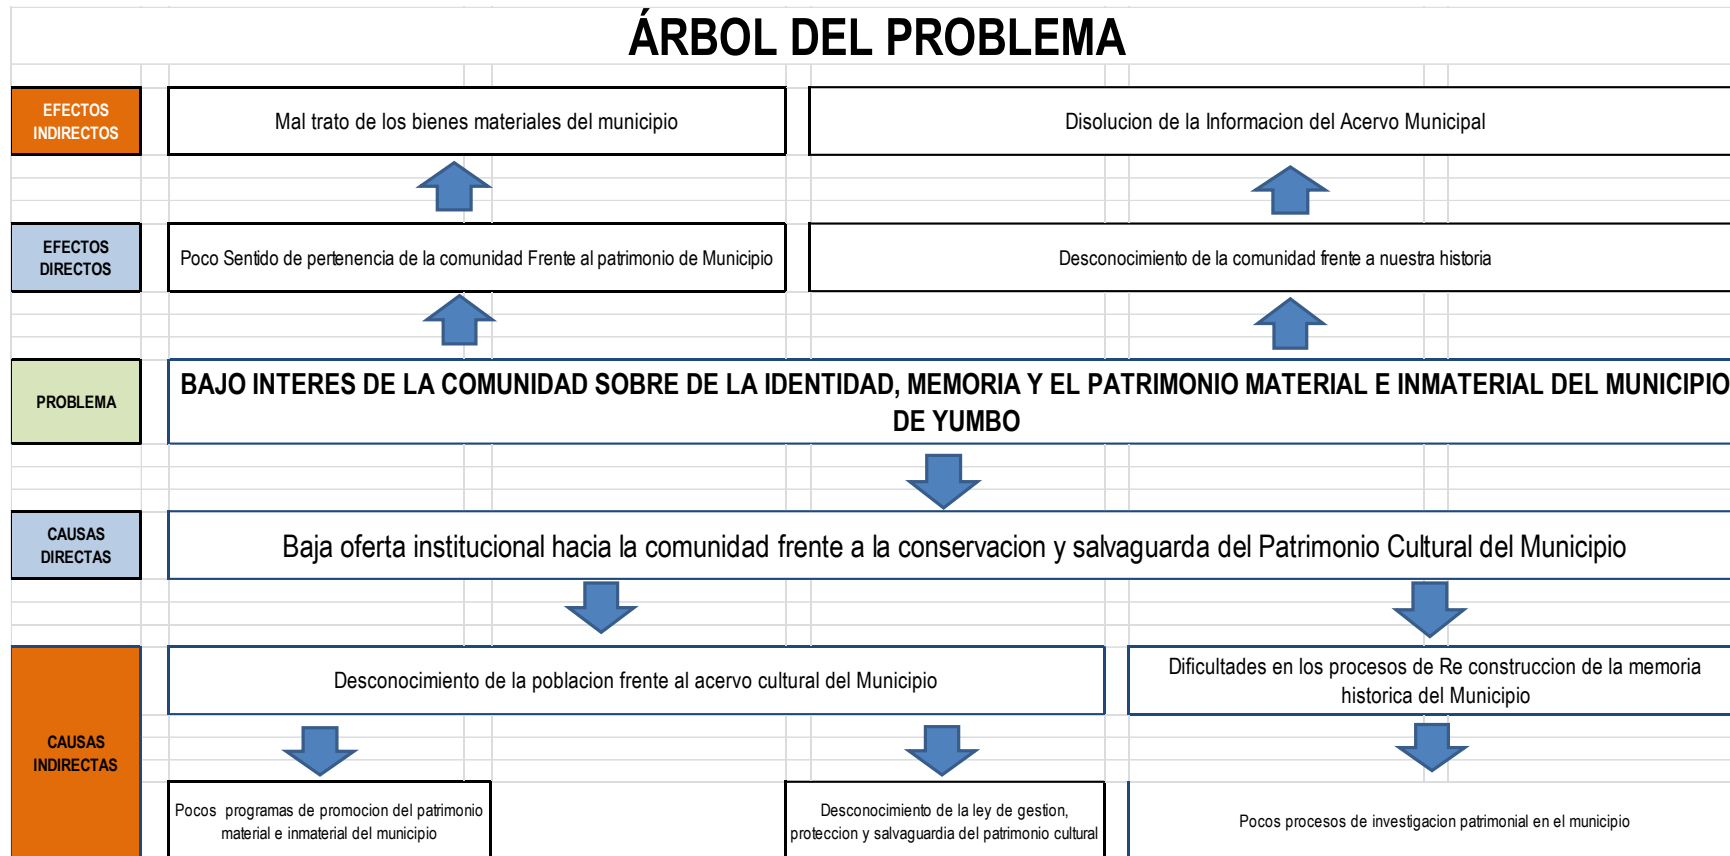 ÁRBOL DEL PROBLEMA
EFECTOS
INDIRECTOS
Mal trato de los bienes materiales del municipio
Disolucion de la Informacion del Acervo Municipal
EFECTOS
DIRECTOS
Poco Sentido de pertenencia de la comunidad Frente al patrimonio de Municipio
Desconocimiento de la comunidad frente a nuestra historia
PROBLEMA
BAJO INTERES DE LA COMUNIDAD SOBRE DE LA IDENTIDAD, MEMORIA Y EL PATRIMONIO MATERIAL E INMATERIAL DEL MUNICIPIO
DE YUMBO
CAUSAS
DIRECTAS
Baja oferta institucional hacia la comunidad frente a la conservacion y salvaguarda del Patrimonio Cultural del Municipio
CAUSAS
INDIRECTAS
Desconocimiento de la poblacion frente al acervo cultural del Municipio
Dificultades en los procesos de Re construccion de la memoria
historica del Municipio
Pocos programas de promocion del patrimonio
material e inmaterial del municipio
Desconocimiento de la ley de gestion,
proteccion y salvaguardia del patrimonio cultural
Pocos procesos de investigacion patrimonial en el municipio